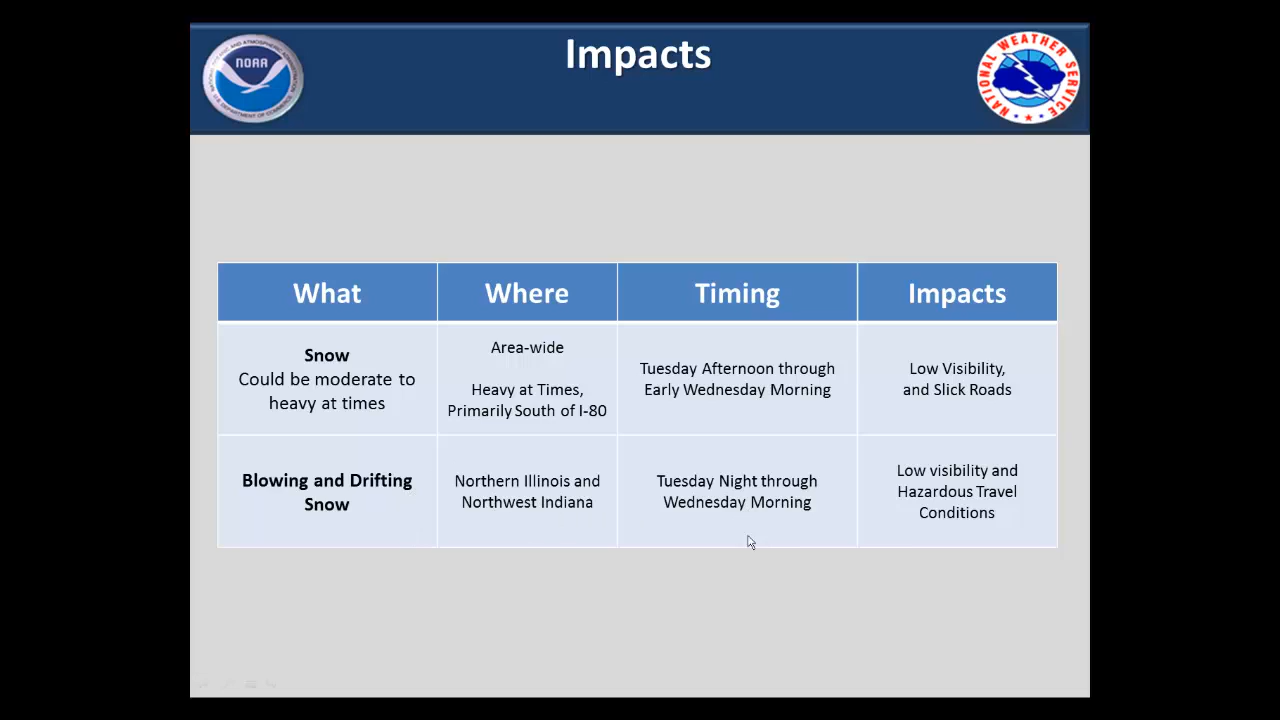 Impacts
NOAA
NATIONAL WEATHER SERVICE
What
Where
Timing
Impacts
Snow
Could be moderate to
heavy at times
Area-wide
Heavy at Times,
Primarily South of I-80
Tuesday Afternoon through
Early Wednesday Morning
Low Visibility,
and Slick Roads
Blowing and Drifting
Snow
Northern Illinois and
Northwest Indiana
Tuesday Night through
Wednesday Morning
Low visibility and
Hazardous Travel
Conditions